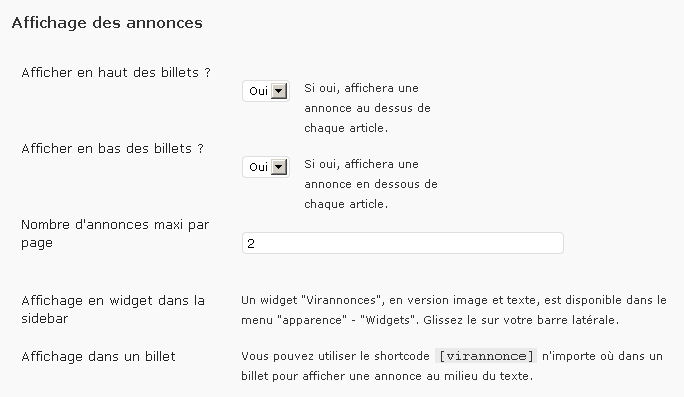 Affichage des annonces
Afficher en haut des billets ?
Oui
Si oui, affichera une
annonce au dessus de
chaque article.
Afficher en bas des billets ?
Oui
Si oui, affichera une
annonce en dessous de
chaque article.
Nombre d'annonces maxi par
page
2
Affichage en widget dans la
sidebar
Un widget "Virannonces", en version image et texte, est disponible dans le
menu "apparence" - "Widgets". Glissez le sur votre barre latérale.
Affichage dans un billet
Vous pouvez utiliser le shortcode [virannonce] n'importe où dans un
billet pour afficher une annonce au milieu du texte.